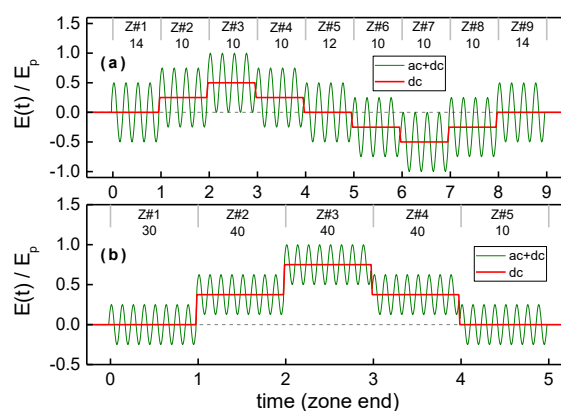 Z#1 Z#2 Z#3 Z#4 Z#5 Z#6 Z#7 Z#8 Z#9
14 10 10 10 12 10 10 10 14
1.5
(a)
ac+dc
dc
1.0
0.5
0.0
-0.5
-1.0
E(t) / E_p
0 1 2 3 4 5 6 7 8 9
Z#1 Z#2 Z#3 Z#4 Z#5
30 40 40 40 10
1.5
(b)
ac+dc
dc
1.0
0.5
0.0
-0.5
E(t) / E_p
0 1 2 3 4 5
time (zone end)